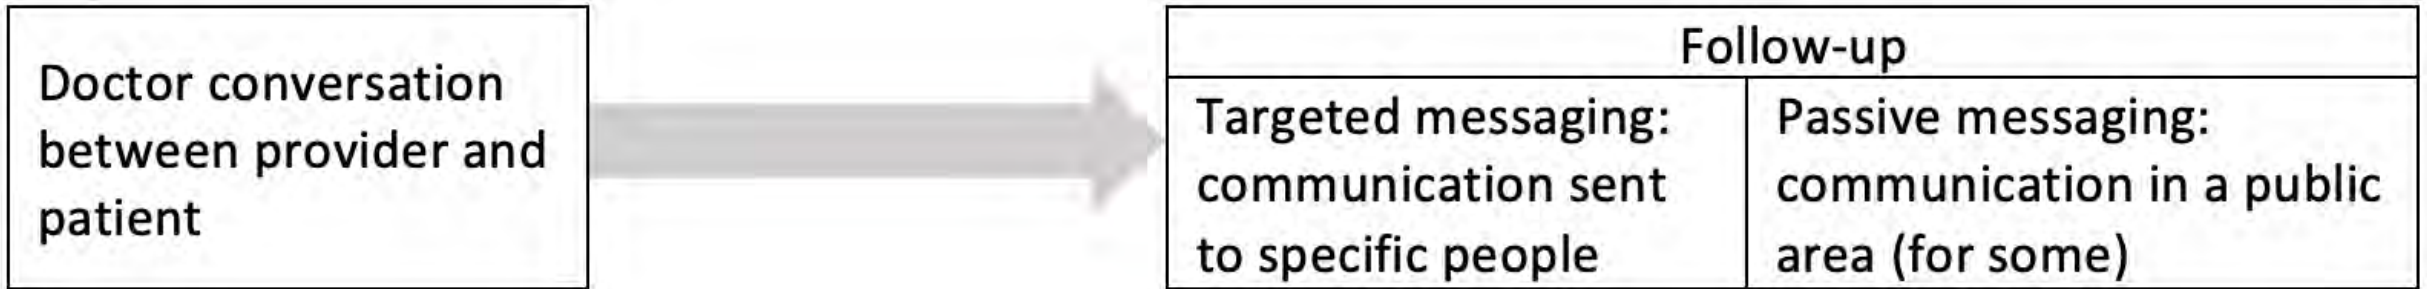 Doctor conversation
between provider and
patient
Follow-up
Targeted messaging:
communication sent
to specific people
Passive messaging:
communication in a public
area (for some)